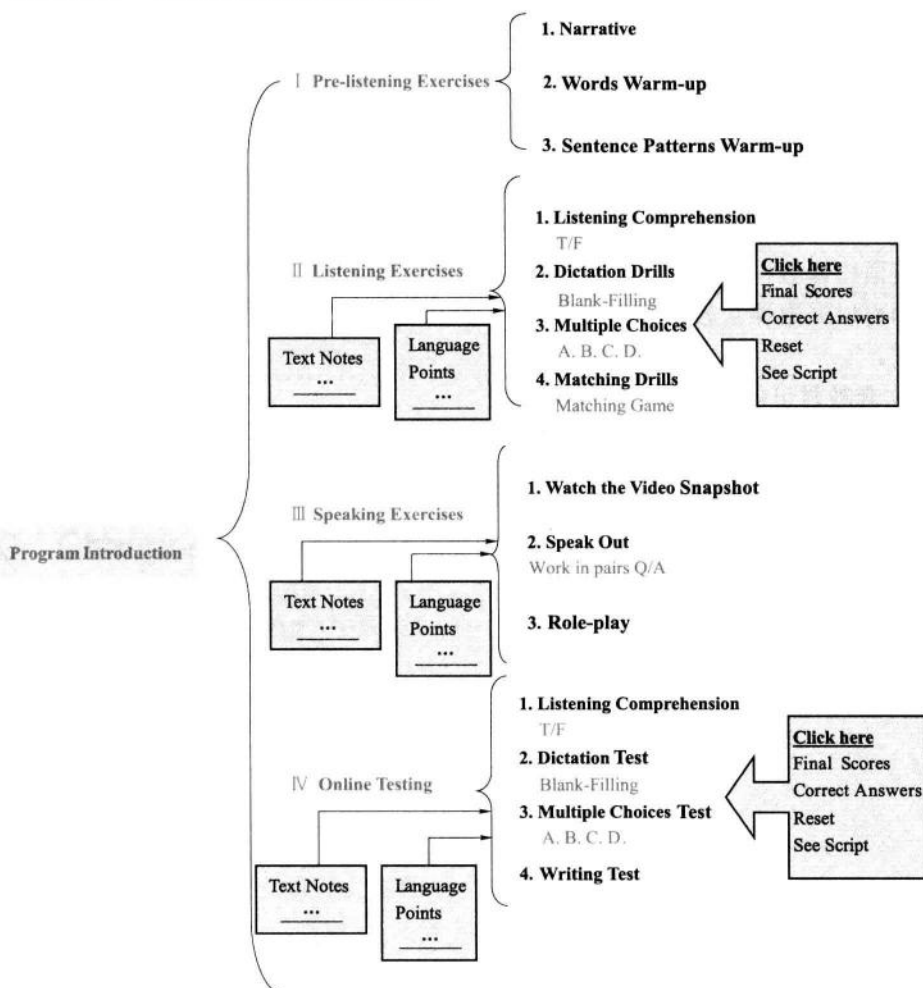 Program Introduction
Ⅰ Pre-listening Exercises
1. Narrative
2. Words Warm-up
3. Sentence Patterns Warm-up
Ⅱ Listening Exercises
Text Notes
...
Language
Points
...
1. Listening Comprehension
T/F
2. Dictation Drills
Blank-Filling
3. Multiple Choices
A. B. C. D.
4. Matching Drills
Matching Game
Click here
Final Scores
Correct Answers
Reset
See Script
Ⅲ Speaking Exercises
Text Notes
...
Language
Points
...
1. Watch the Video Snapshot
2. Speak Out
Work in pairs Q/A
3. Role-play
Ⅳ Online Testing
Text Notes
...
Language
Points
...
1. Listening Comprehension
T/F
2. Dictation Test
Blank-Filling
3. Multiple Choices Test
A. B. C. D.
4. Writing Test
Click here
Final Scores
Correct Answers
Reset
See Script